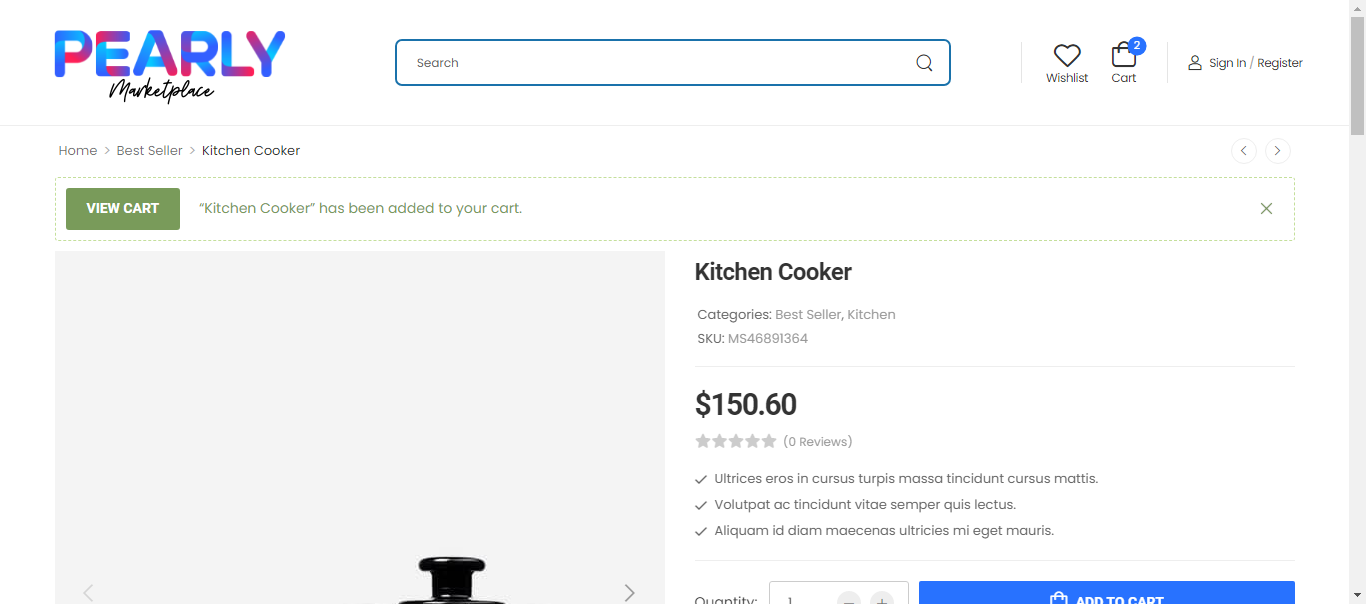 PEARLY
Marketplace
Search
Wishlist
2
Cart
Sign In / Register
Home > Best Seller > Kitchen Cooker
VIEW CART
“Kitchen Cooker” has been added to your cart.
Kitchen Cooker
Categories: Best Seller, Kitchen
SKU: MS46891364
$150.60
(0 Reviews)
Ultrices eros in cursus turpis massa tincidunt cursus mattis.
Volutpat ac tincidunt vitae semper quis lectus.
Aliquam id diam maecenas ultricies mi eget mauris.
Quantity: 1
ADD TO CART